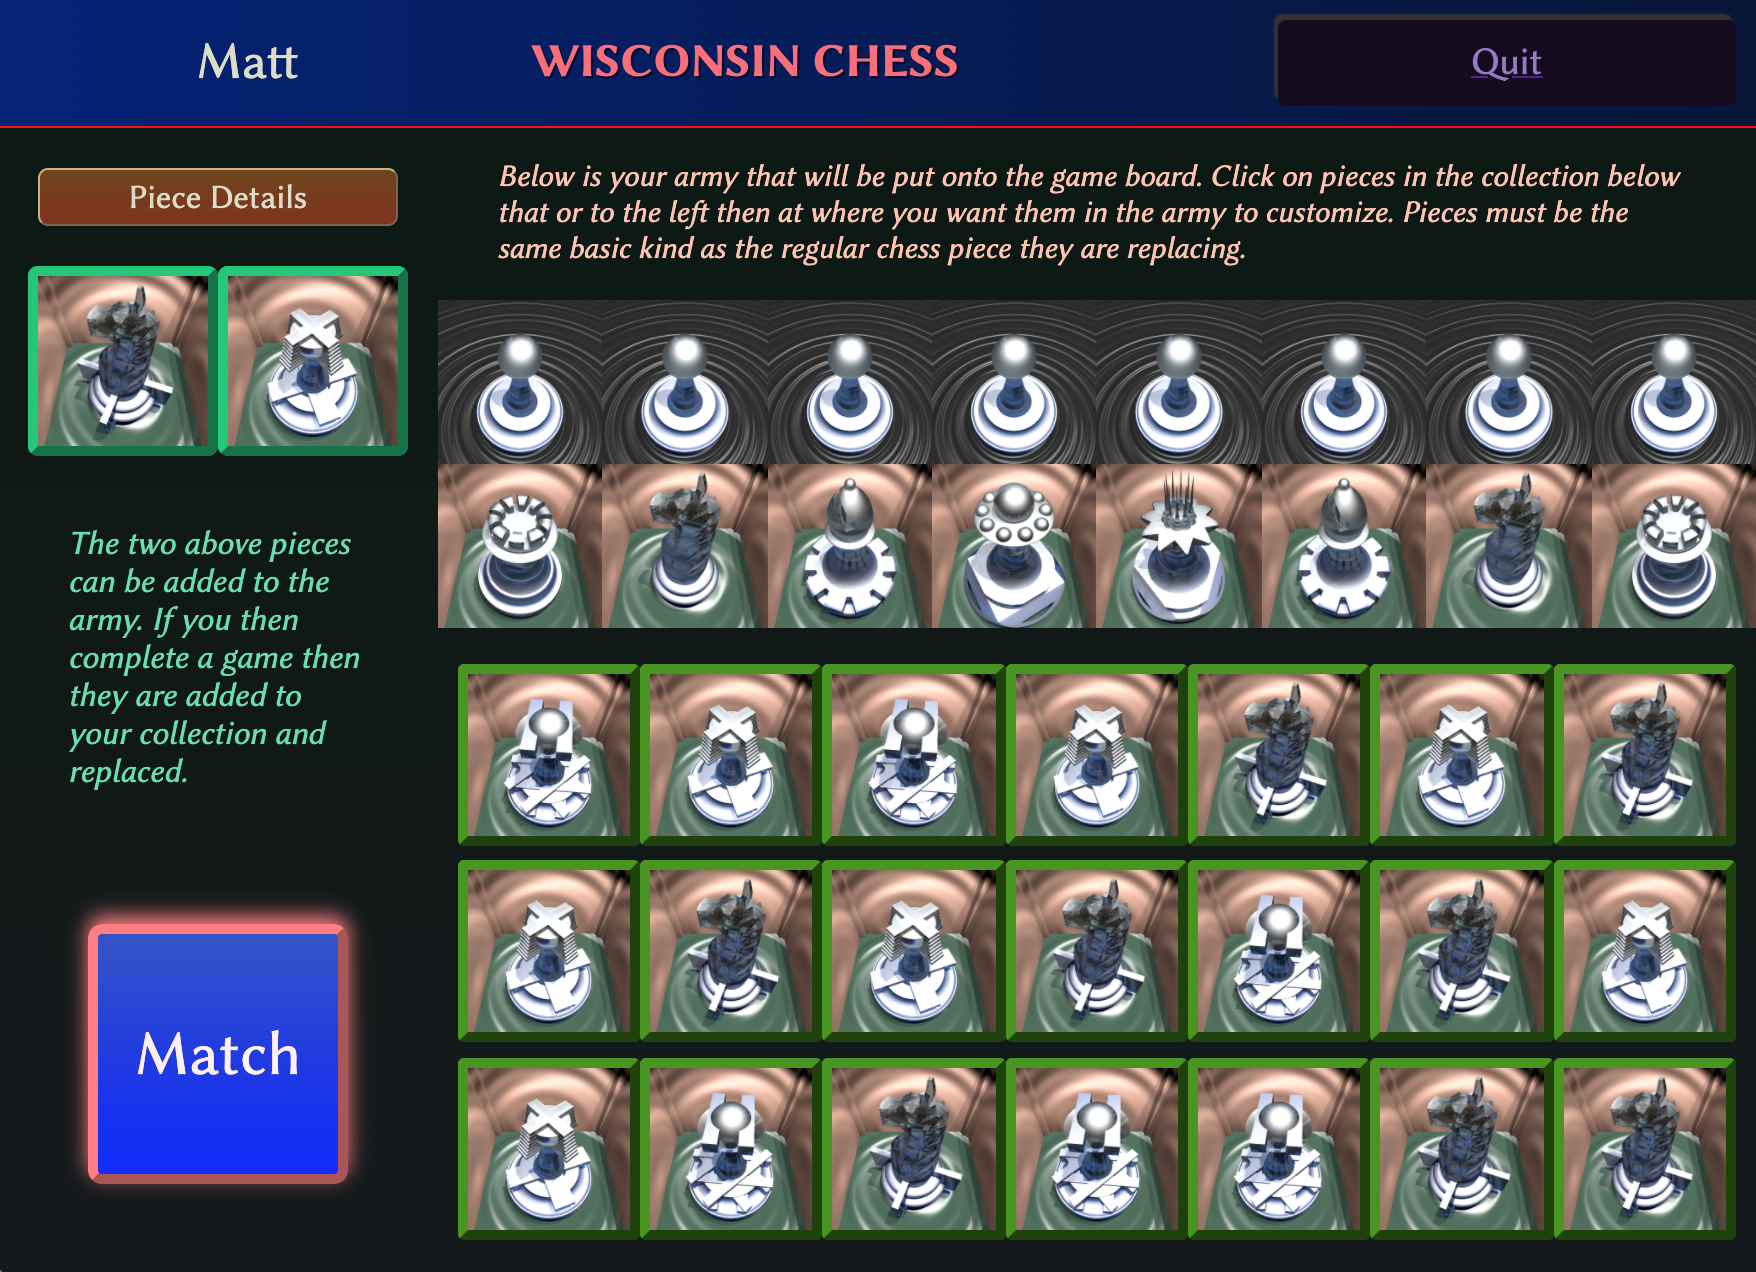 Matt
WISCONSIN CHESS
Quit
Piece Details
Below is your army that will be put onto the game board. Click on pieces in the collection below
that or to the left then at where you want them in the army to customize. Pieces must be the
same basic kind as the regular chess piece they are replacing.
The two above pieces
can be added to the
army. If you then
complete a game then
they are added to
your collection and
replaced.
Match